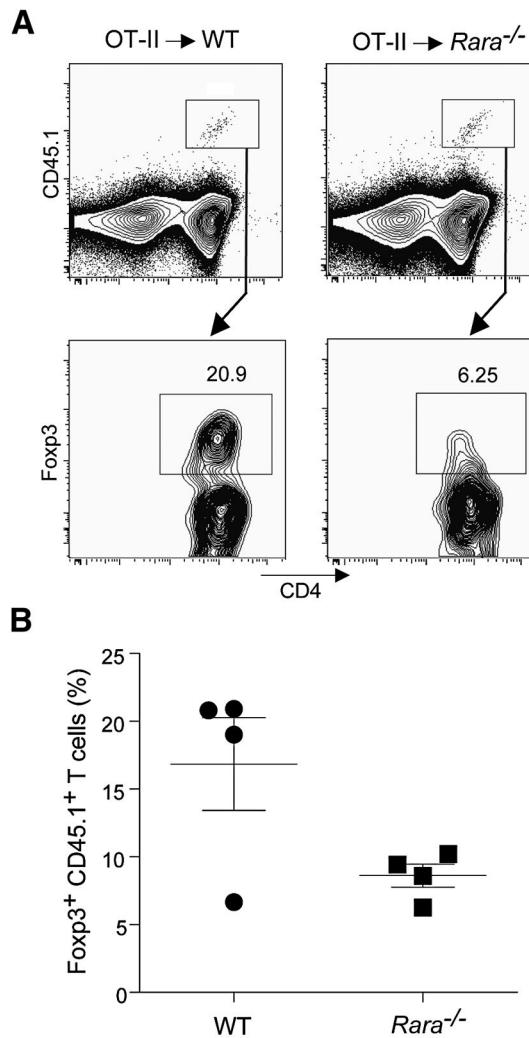 A
OT-II → WT
OT-II → Rara-/-
CD45.1
20.9
6.25
Foxp3
CD4
B
Foxp3+ CD45.1+ T cells (%)
25
20
15
10
5
0
WT
Rara-/-